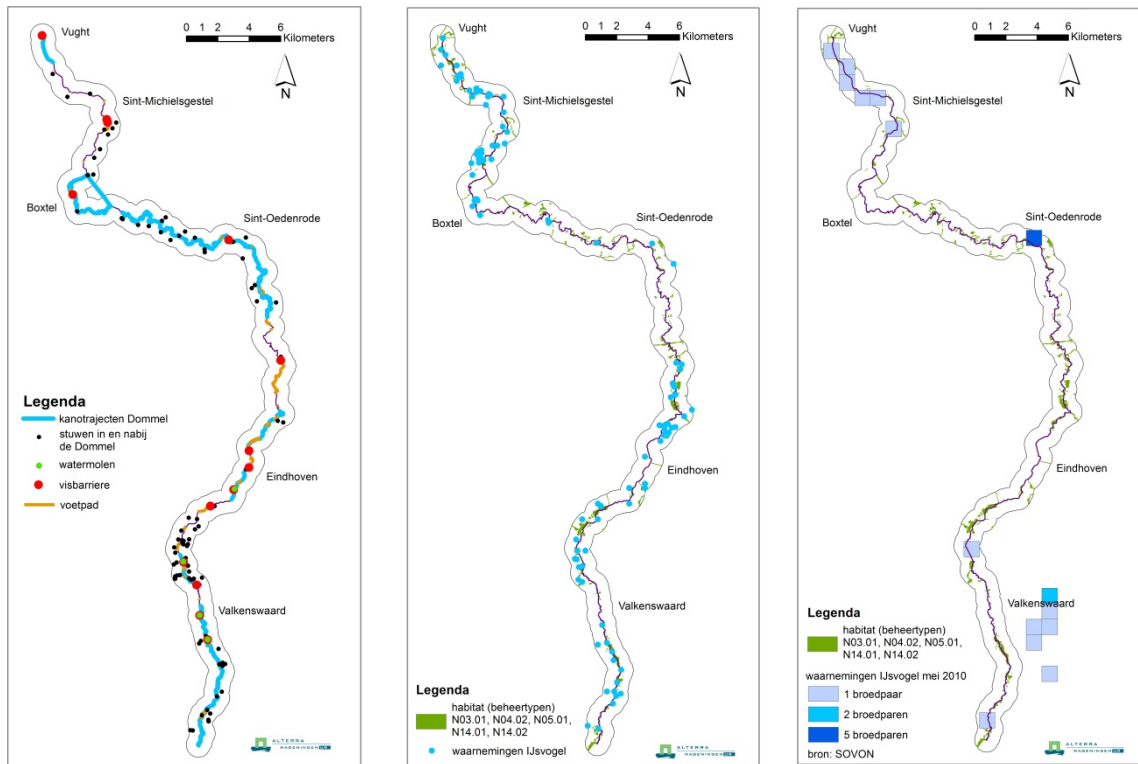 Vught
0 1 2 4 6
Kilometers
N
Sint-Michielsgestel
Boxtel
Sint-Oedenrode
Legenda
kanotrajecten Dommel
stuwen in en nabij
de Dommel
watermolen
visbarriere
voetpad
Eindhoven
Valkenswaard
ALTERRA
WAGENINGEN UR
Vught
0 1 2 4 6
Kilometers
N
Sint-Michielsgestel
Boxtel
Sint-Oedenrode
Eindhoven
Valkenswaard
Legenda
habitat (beheertypen)
N03.01, N04.02, N05.01,
N14.01, N14.02
waarnemingen IJsvogel
ALTERRA
WAGENINGEN UR
Vught
0 1 2 4 6
Kilometers
N
Sint-Michielsgestel
Boxtel
Sint-Oedenrode
Eindhoven
Valkenswaard
Legenda
habitat (beheertypen)
N03.01, N04.02, N05.01,
N14.01, N14.02
waarnemingen IJsvogel mei 2010
1 broedpaar
2 broedparen
5 broedparen
bron: SOVON
ALTERRA
WAGENINGEN UR